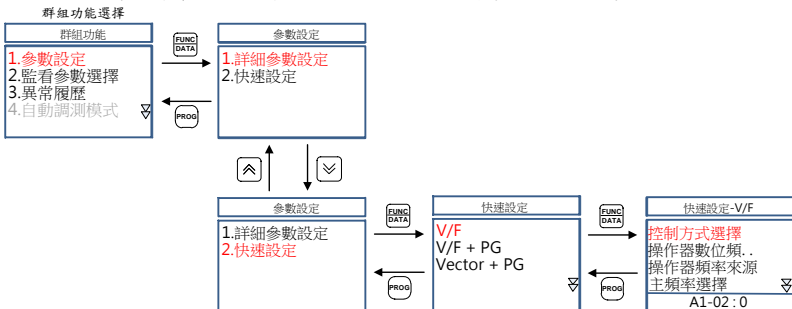 群組功能選擇
群組功能
1.參數設定
2.監看參數選擇
3.異常履歷
4.自動調測模式
FUNC
DATA
PROG
參數設定
1.詳細參數設定
2.快速設定
參數設定
1.詳細參數設定
2.快速設定
FUNC
DATA
PROG
快速設定
V/F
V/F + PG
Vector + PG
FUNC
DATA
PROG
快速設定-V/F
控制方式選擇
操作器數位頻..
操作器頻率來源
主頻率選擇
A1-02 : 0